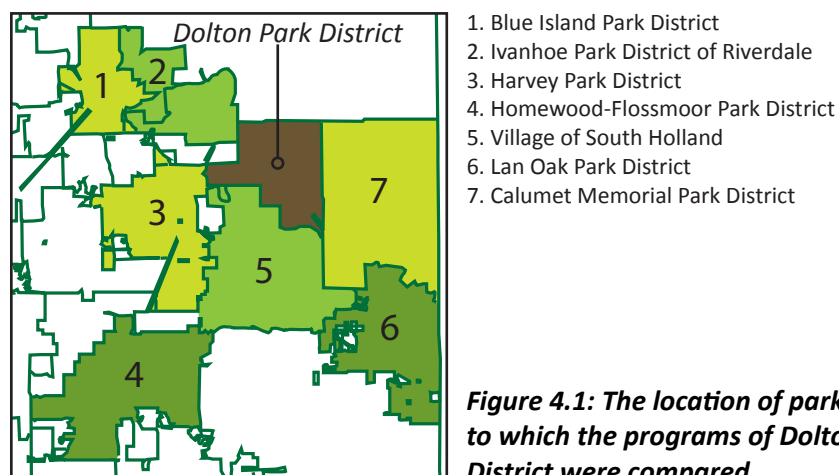 Dolton Park District
1
2
3
4
5
6
7
1. Blue Island Park District
2. Ivanhoe Park District of Riverdale
3. Harvey Park District
4. Homewood-Flossmoor Park District
5. Village of South Holland
6. Lan Oak Park District
7. Calumet Memorial Park District
Figure 4.1: The location of park
to which the programs of Dolto
District were compared